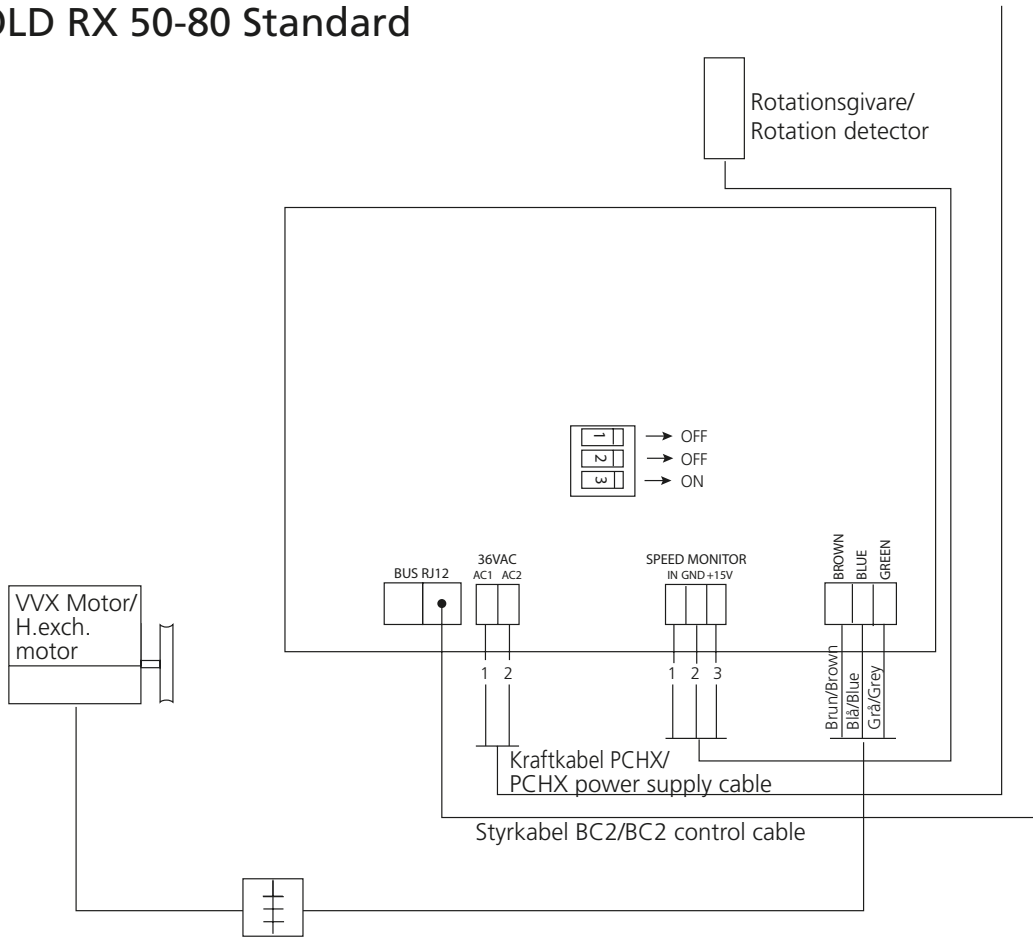 OLD RX 50-80 Standard
Rotationsgivare/
Rotation detector
1 OFF
2 OFF
3 ON
BUS RJ12
36VAC
AC1 AC2
SPEED MONITOR
IN GND +15V
BROWN
BLUE
GREEN
VVX Motor/
H.exch.
motor
1 2
1 2 3
Brun/Brown
Blå/Blue
Grå/Grey
Kraftkabel PCHX/
PCHX power supply cable
Styrkabel BC2/BC2 control cable